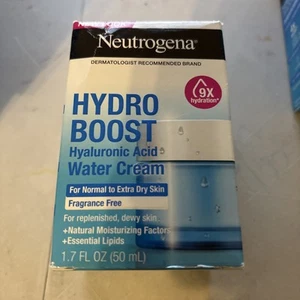 Neutrogena®
DERMATOLOGIST RECOMMENDED BRAND
9X
hydration*
HYDRO
BOOST
Hyaluronic Acid
Water Cream
For Normal to Extra Dry Skin
Fragrance Free
For replenished, dewy skin
+Natural Moisturizing Factors
+Essential Lipids
1.7 FL OZ (50 mL)